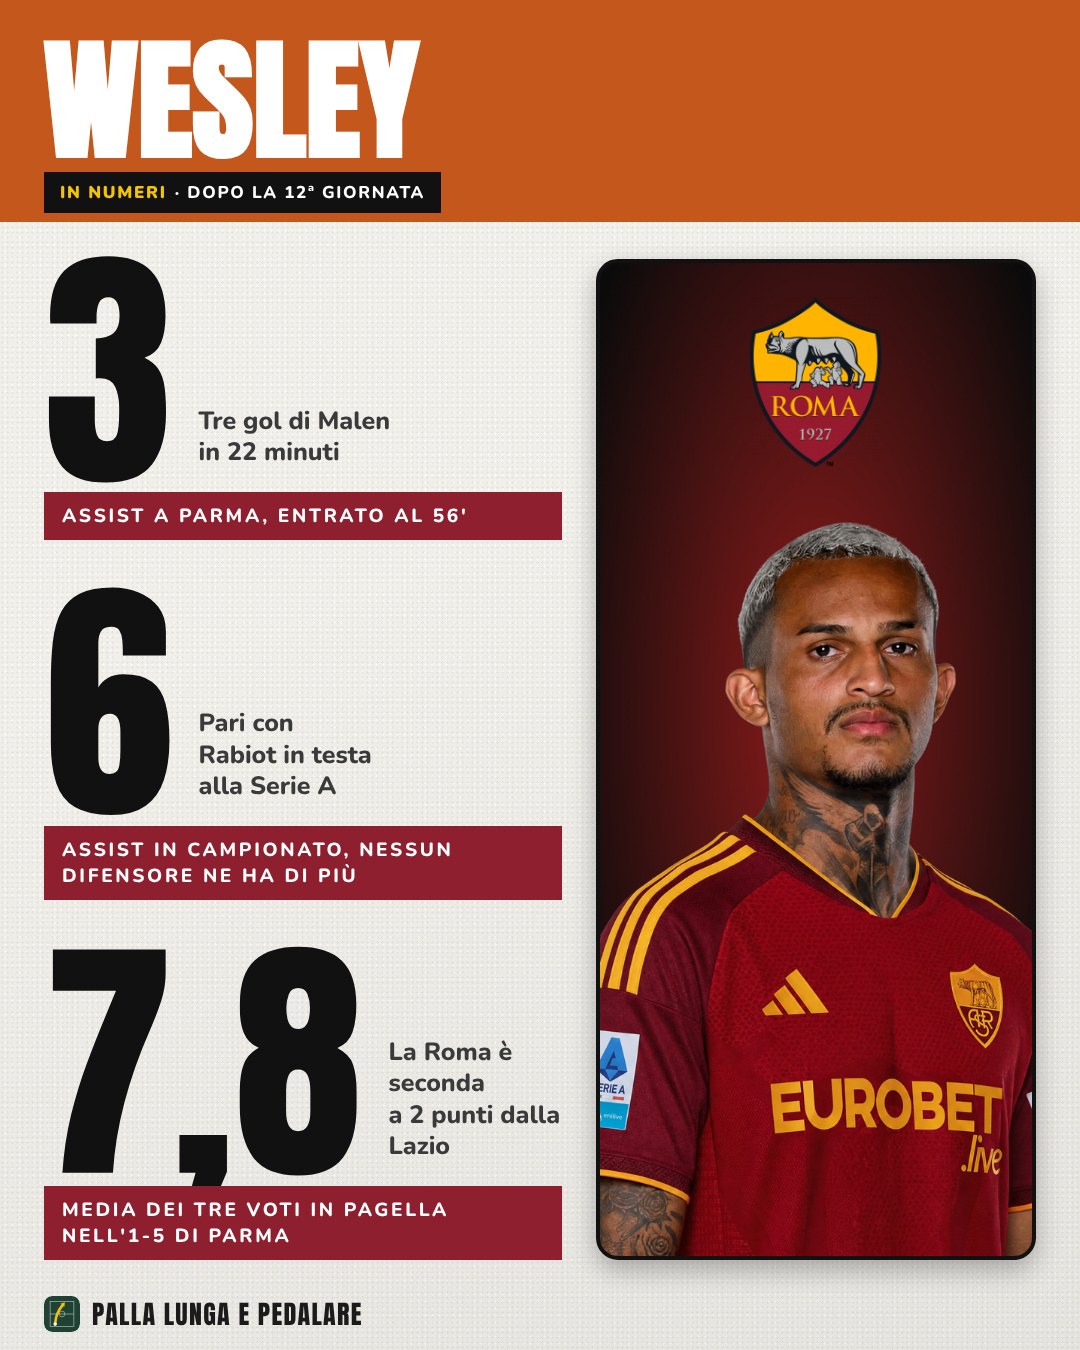 WESLEY
IN NUMERI · DOPO LA 12ª GIORNATA
3
Tre gol di Malen
in 22 minuti
ASSIST A PARMA, ENTRATO AL 56'
6
Pari con
Rabiot in testa
alla Serie A
ASSIST IN CAMPIONATO, NESSUN
DIFENSORE NE HA DI PIÙ
7,8
La Roma è
seconda
a 2 punti dalla
Lazio
MEDIA DEI TRE VOTI IN PAGELLA
NELL'1-5 DI PARMA
ROMA
1927
ERIE A
EUROBET
.live
PALLA LUNGA E PEDALARE